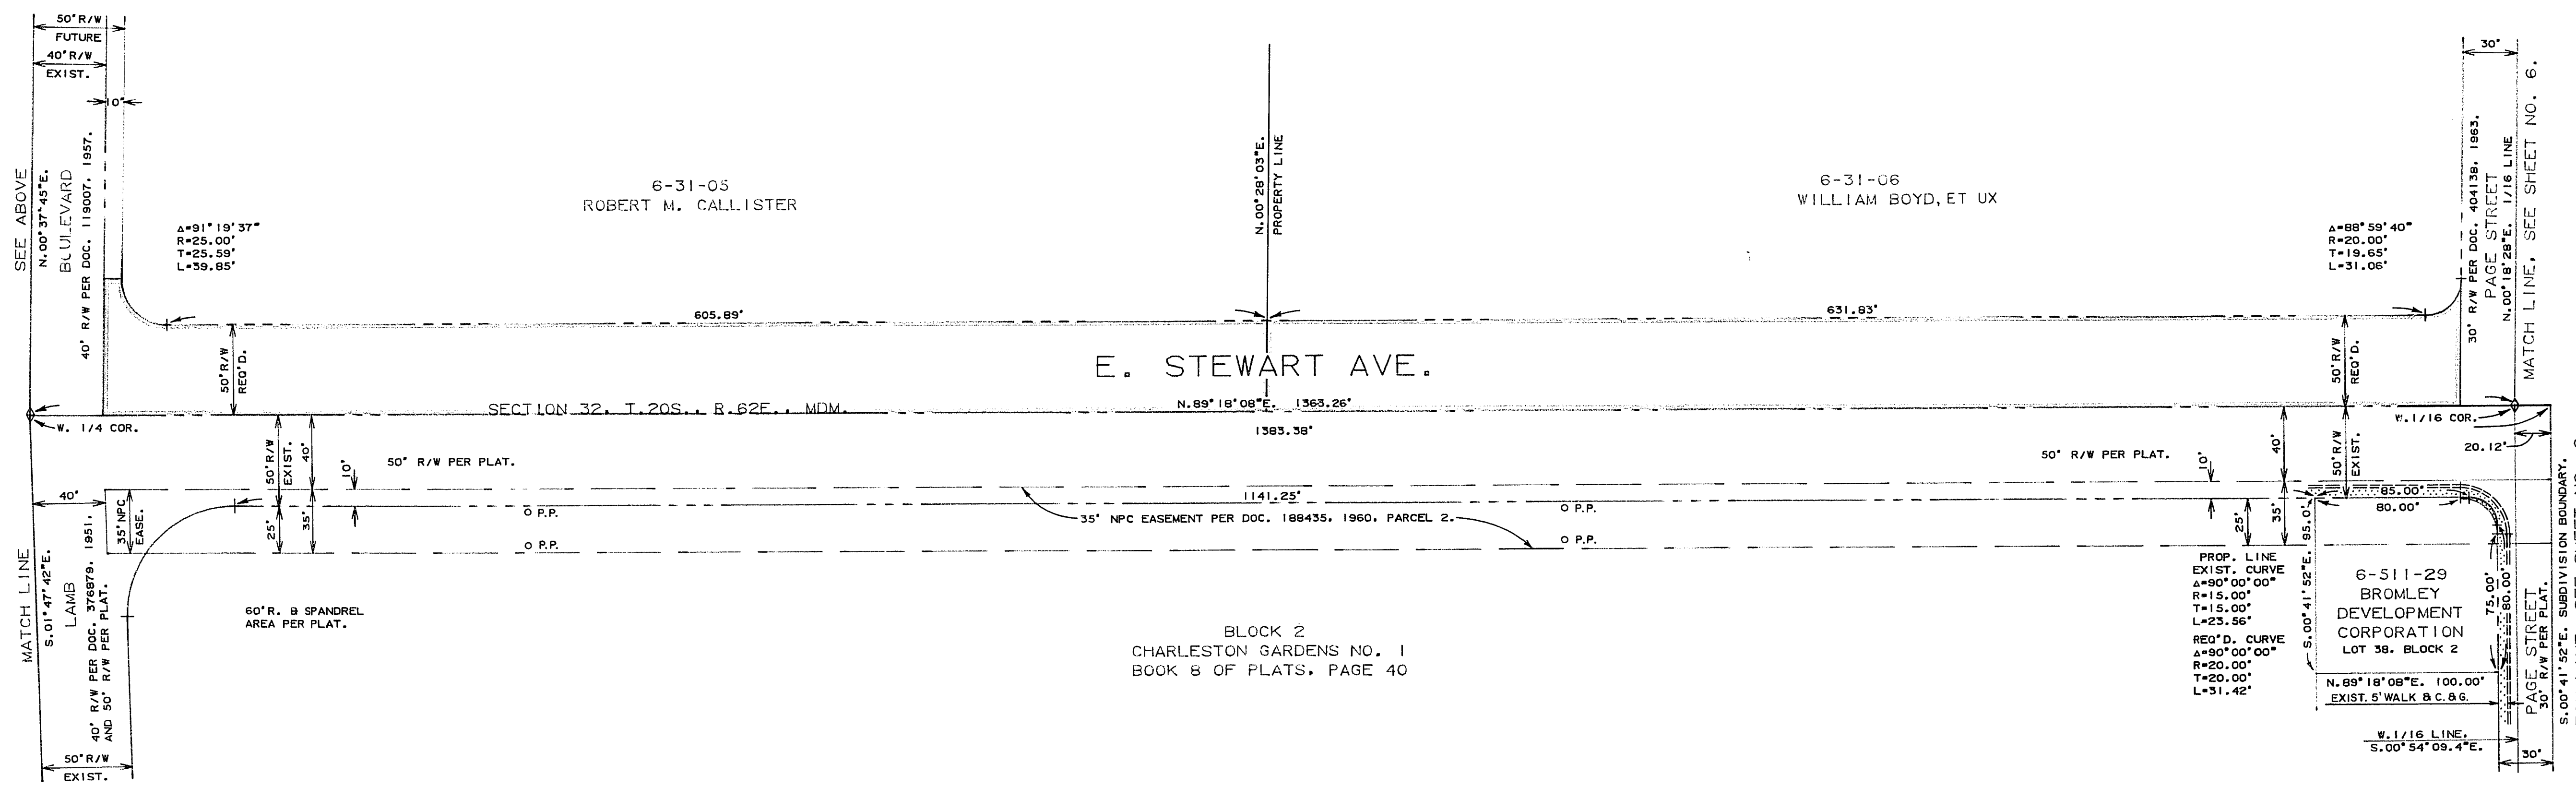 50' R/W
FUTURE
40' R/W
EXIST.
10'
SEE ABOVE
N.00°37'45"E.
BLULEVARD
40' R/W PER DOC. 119007. 1957.
Δ=91°19'37"
R=25.00'
T=25.59'
L=39.85'
6-31-05
ROBERT M. CALLISTER
N.00°28'03"E.
PROPERTY LINE
6-31-06
WILLIAM BOYD, ET UX
Δ=88°59'40"
R=20.00'
T=19.65'
L=31.06'
30'
30' R/W PER DOC. 404138. 1963.
PAGE STREET
N.00°18'28"E. 1/16 LINE
MATCH LINE, SEE SHEET NO. 6.
605.89'
631.83'
50' R/W
REQ'D.
E. STEWART AVE.
50' R/W
REQ'D.
SECTION 32, T.20S., R.62E., MDM.
N.89°18'08"E. 1363.26'
1383.38'
W. 1/4 COR.
W.1/16 COR.
20.12'
50' R/W
EXIST.
40'
10'
50' R/W PER PLAT.
50' R/W PER PLAT.
10'
40'
50' R/W
EXIST.
40'
35' NPC
EASE.
25'
35'
1141.25'
O P.P.
O P.P.
35' NPC EASEMENT PER DOC. 188435. 1960. PARCEL 2.
O P.P.
O P.P.
25'
35'
85.00'
80.00'
MATCH LINE
S.01°47'42"E.
LAMB
40' R/W PER DOC. 376879. 1951.
AND 50' R/W PER PLAT.
60'R. & SPANDREL
AREA PER PLAT.
BLOCK 2
CHARLESTON GARDENS NO. 1
BOOK 8 OF PLATS, PAGE 40
PROP. LINE
EXIST. CURVE
Δ=90°00'00"
R=15.00'
T=15.00'
L=23.56'
REQ'D. CURVE
Δ=90°00'00"
R=20.00'
T=20.00'
L=31.42'
S.00°41'52"E. 95.0'
6-511-29
BROMLEY
DEVELOPMENT
CORPORATION
LOT 38. BLOCK 2
75.00'
80.00'
N.89°18'08"E. 100.00'
EXIST. 5' WALK & C.&G.
PAGE STREET
30' R/W PER PLAT.
S.00°41'52"E. SUBDIVISION BOUNDARY.
W.1/16 LINE.
S.00°54'09.4"E.
30'
50' R/W
EXIST.